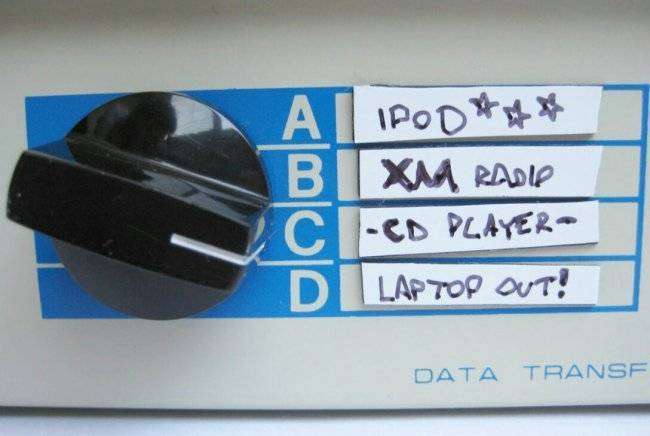 A IPOD***
B XM RADIO
C -CD PLAYER-
D LAPTOP OUT!
DATA TRANSF